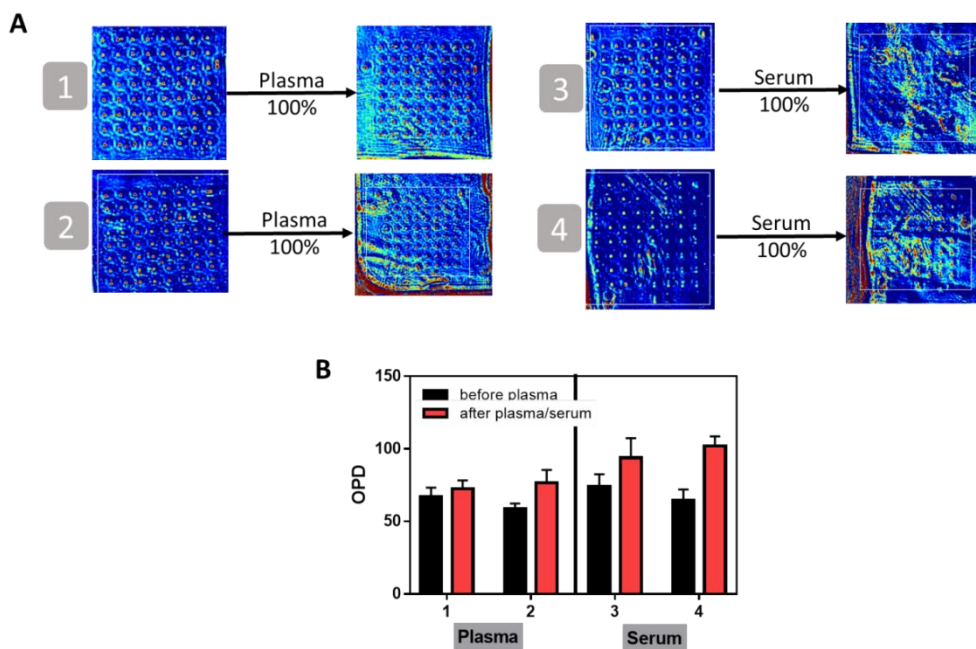 A
1
Plasma
100%
3
Serum
100%
2
Plasma
100%
4
Serum
100%
B
150
100
50
0
OPD
before plasma
after plasma/serum
1 2 3 4
Plasma Serum